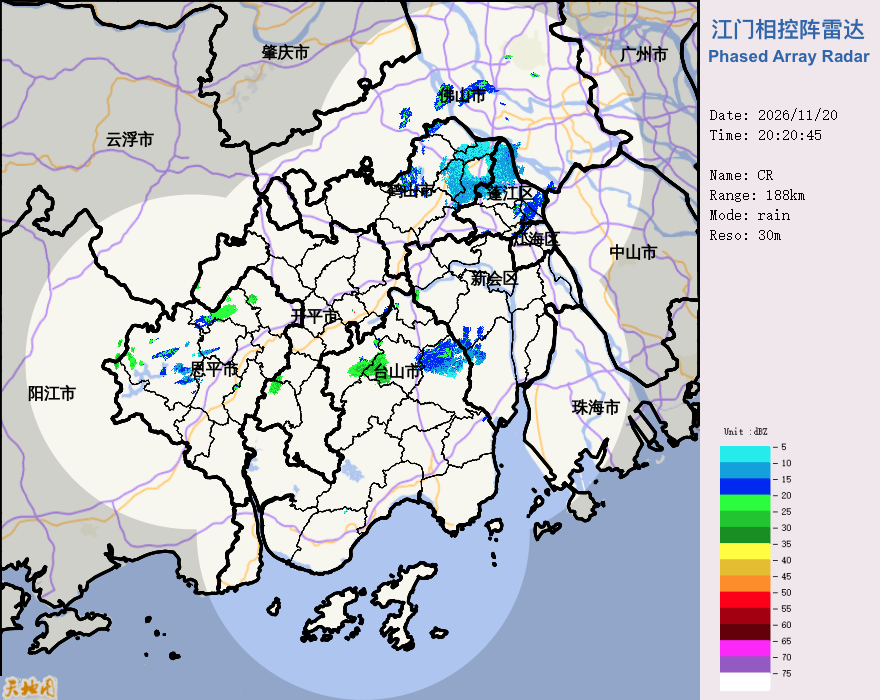 江门相控阵雷达
Phased Array Radar
Date: 2026/11/20
Time: 20:20:45
Name: CR
Range: 188km
Mode: rain
Reso: 30m
肇庆市
广州市
佛山市
云浮市
鹤山市
蓬江区
江海区
中山市
新会区
开平市
恩平市
台山市
阳江市
珠海市
Unit :dBZ
5
10
15
20
25
30
35
40
45
50
55
60
65
70
75
天地图